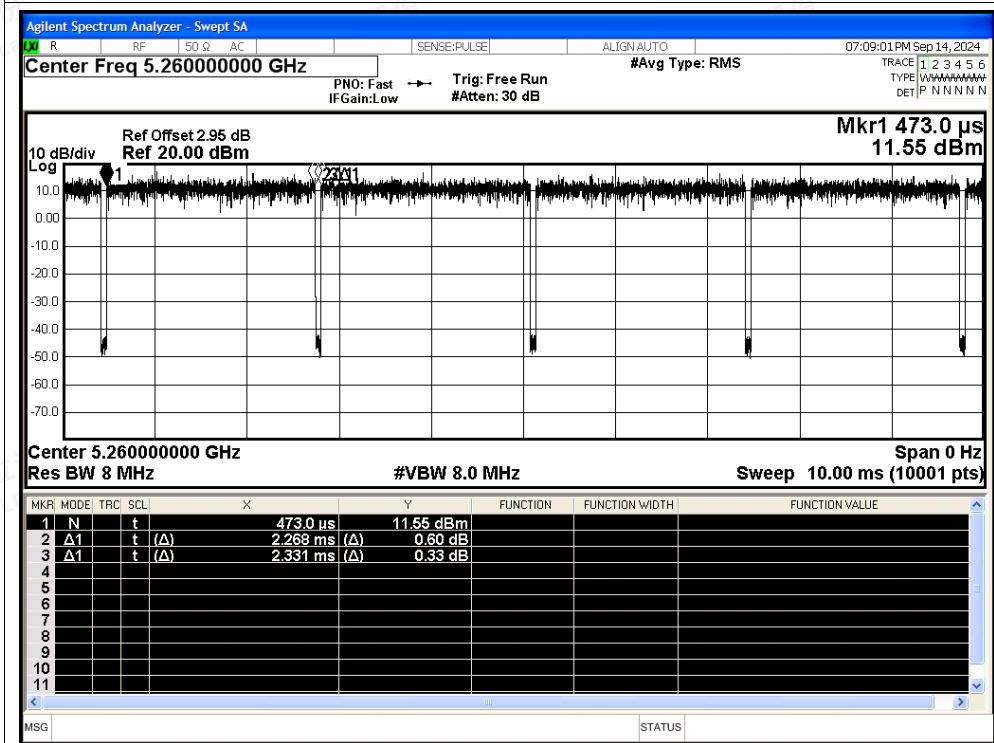 Agilent Spectrum Analyzer - Swept SA
LXI R RF 50 Ω AC SENSE:PULSE ALIGN AUTO 07:09:01 PM Sep 14, 2024
Center Freq 5.260000000 GHz #Avg Type: RMS TRACE 1 2 3 4 5 6
PNO: Fast Trig: Free Run TYPE W
IFGain:Low #Atten: 30 dB DET P N N N N N
Mkr1 473.0 µs
11.55 dBm
Ref Offset 2.95 dB
10 dB/div Ref 20.00 dBm
Log
1
10.0
0.00
-10.0
-20.0
-30.0
-40.0
-50.0
-60.0
-70.0
Center 5.260000000 GHz Span 0 Hz
Res BW 8 MHz #VBW 8.0 MHz Sweep 10.00 ms (10001 pts)
MKR MODE TRC SCL X Y FUNCTION FUNCTION WIDTH FUNCTION VALUE
1 N t 473.0 µs 11.55 dBm
2 Δ1 t (Δ) 2.268 ms (Δ) 0.60 dB
3 Δ1 t (Δ) 2.331 ms (Δ) 0.33 dB
4
5
6
7
8
9
10
11
MSG STATUS